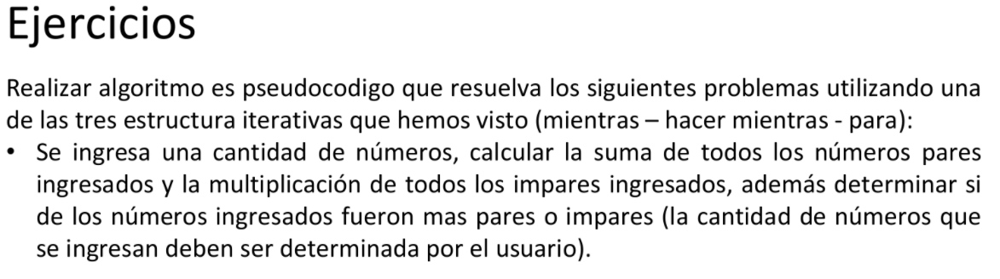 Ejercicios
Realizar algoritmo es pseudocodigo que resuelva los siguientes problemas utilizando una
de las tres estructura iterativas que hemos visto (mientras – hacer mientras - para):
• Se ingresa una cantidad de números, calcular la suma de todos los números pares
ingresados y la multiplicación de todos los impares ingresados, además determinar si
de los números ingresados fueron mas pares o impares (la cantidad de números que
se ingresan deben ser determinada por el usuario).